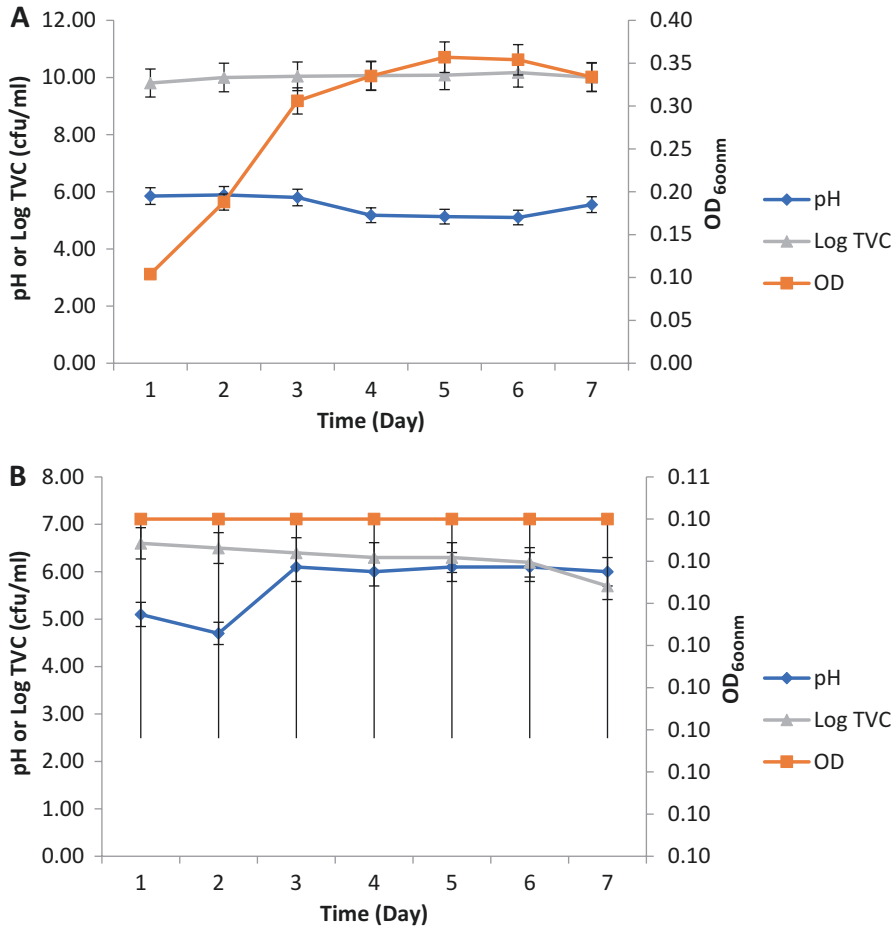 A
pH or Log TVC (cfu/ml)
12.00
10.00
8.00
6.00
4.00
2.00
0.00
1 2 3 4 5 6 7
Time (Day)
0.40
0.35
0.30
0.25
0.20
0.15
0.10
0.05
0.00
OD600nm
pH
Log TVC
OD
B
pH or Log TVC (cfu/ml)
8.00
7.00
6.00
5.00
4.00
3.00
2.00
1.00
0.00
1 2 3 4 5 6 7
Time (Day)
0.11
0.10
0.10
0.10
0.10
0.10
0.10
0.10
0.10
0.10
OD600nm
pH
Log TVC
OD